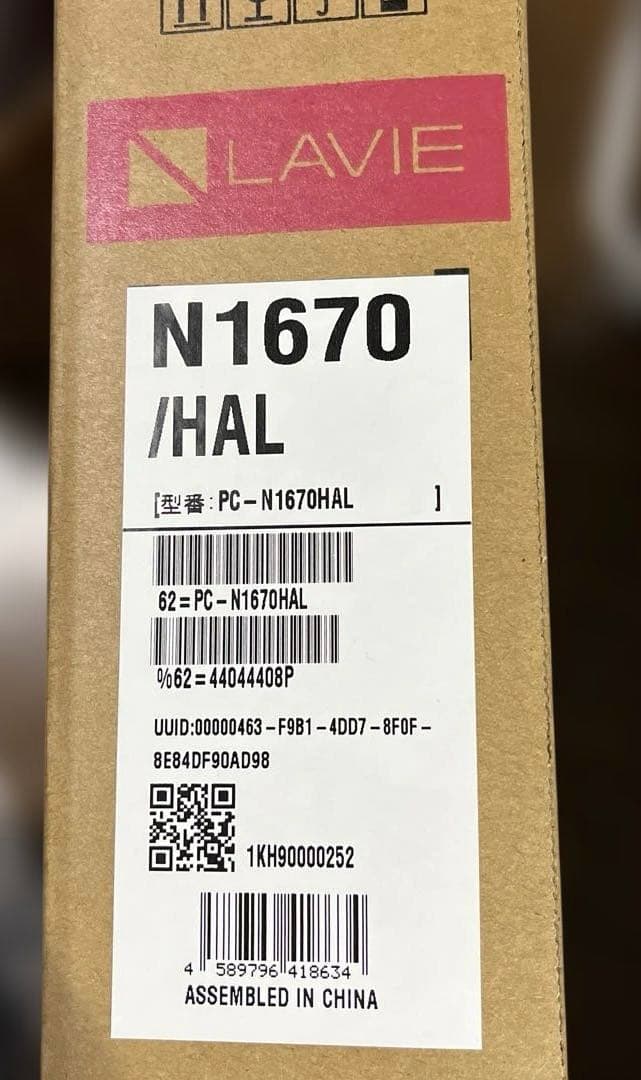 LAVIE
N1670
/HAL
[型番:PC-N1670HAL ]
62=PC-N1670HAL
%62=44044408P
UUID:00000463-F9B1-4DD7-8F0F-
8E84DF90AD98
1KH90000252
4 589796 418634
ASSEMBLED IN CHINA